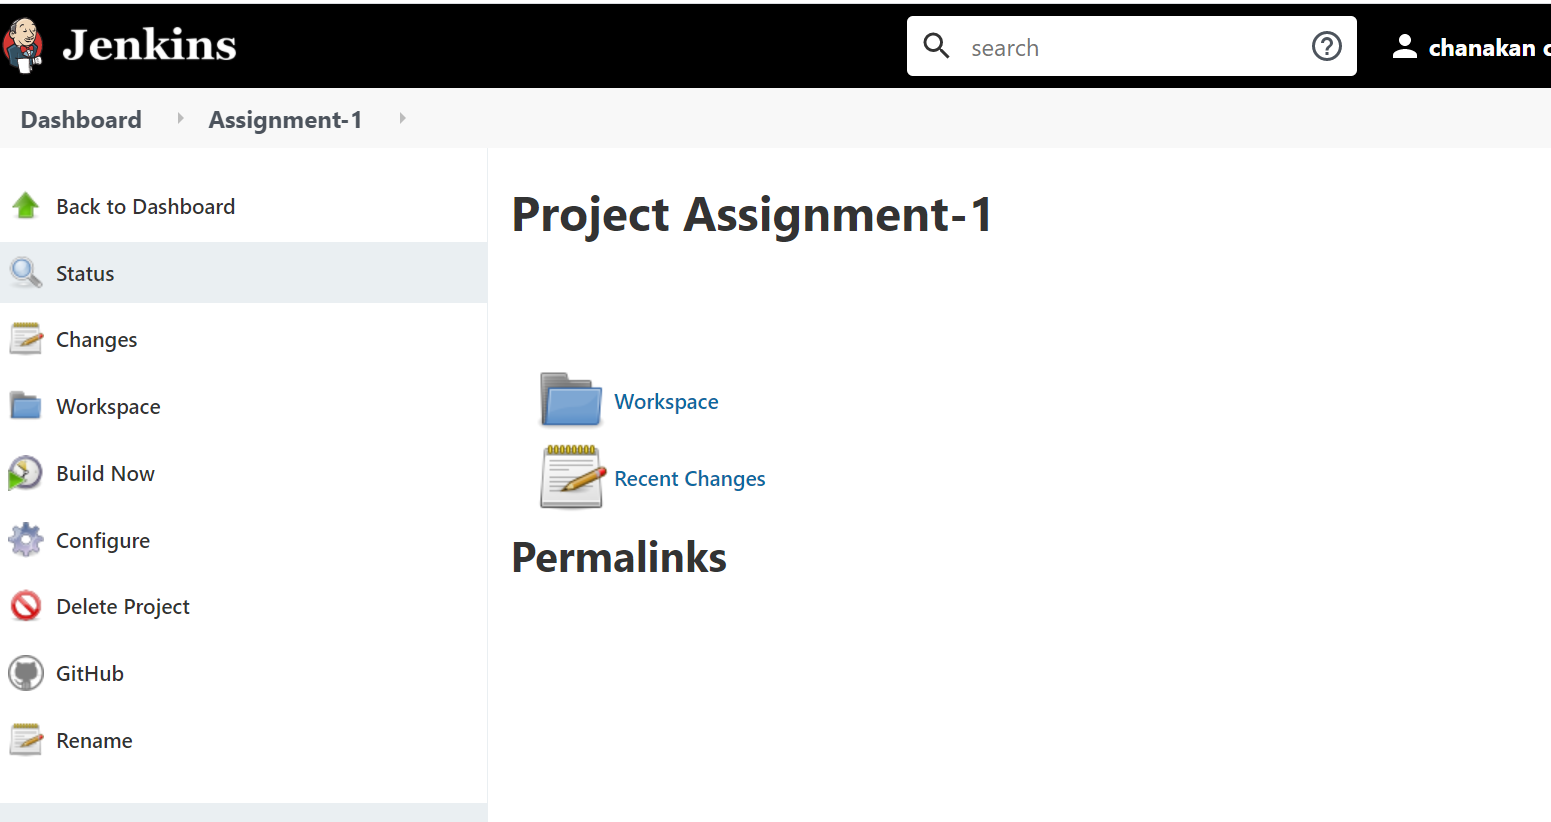 Jenkins
search
chanakan
Dashboard
Assignment-1
Back to Dashboard
Status
Changes
Workspace
Build Now
Configure
Delete Project
GitHub
Rename
Project Assignment-1
Workspace
Recent Changes
Permalinks